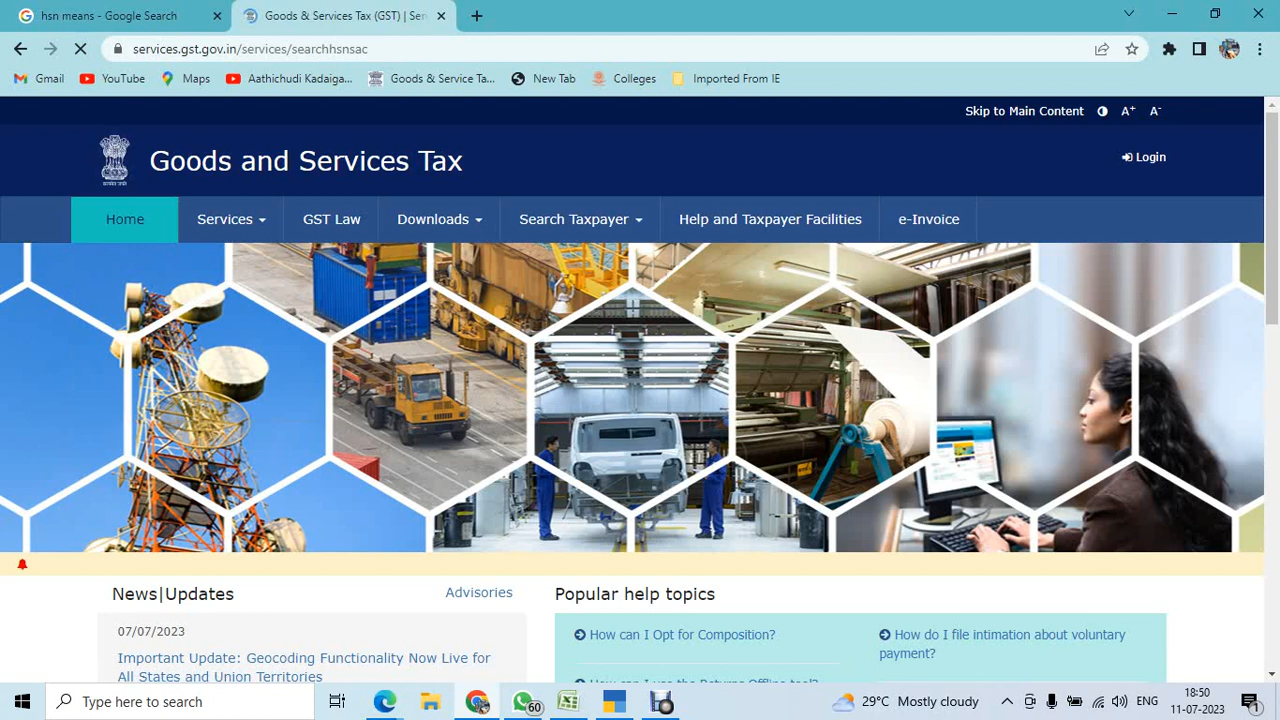 hsn means - Google Search
Goods & Services Tax (GST) | Ser
services.gst.gov.in/services/searchhsnsac
Gmail YouTube Maps Aathichudi Kadaiga... Goods & Service Ta... New Tab Colleges Imported From IE
Skip to Main Content A+ A-
Goods and Services Tax
Login
Home Services GST Law Downloads Search Taxpayer Help and Taxpayer Facilities e-Invoice
News|Updates Advisories
Popular help topics
07/07/2023
Important Update: Geocoding Functionality Now Live for
All States and Union Territories
How can I Opt for Composition?
How do I file intimation about voluntary
payment?
How can I use the Returns Offline tool?
Type here to search
60
29°C Mostly cloudy
ENG
18:50
11-07-2023
1